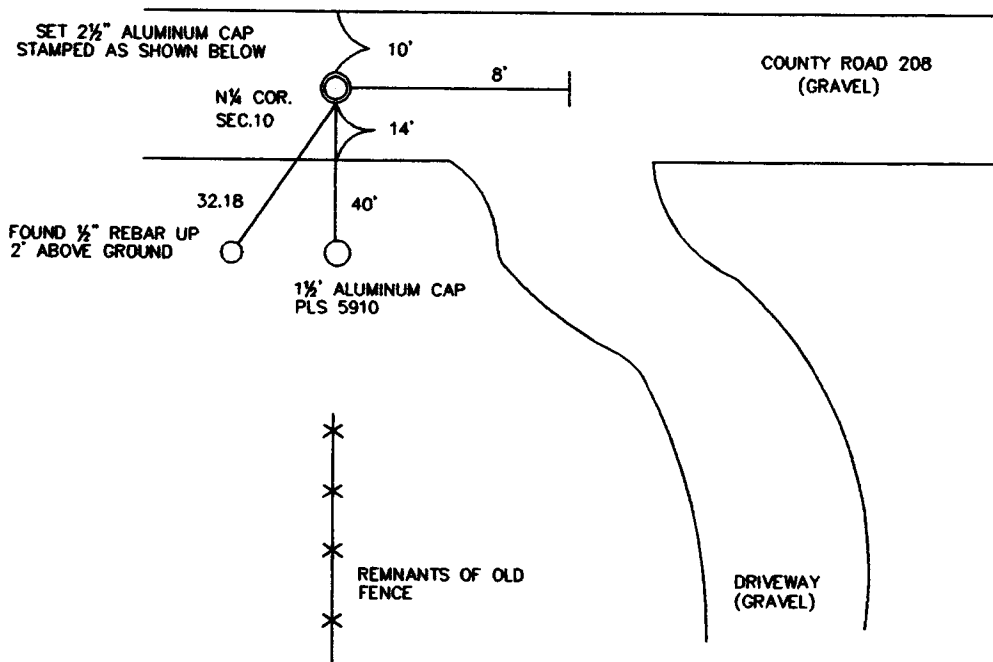 SET 2½" ALUMINUM CAP
STAMPED AS SHOWN BELOW
10'
8'
COUNTY ROAD 208
(GRAVEL)
N¼ COR.
SEC.10
14'
32.18
40'
FOUND ½" REBAR UP
2' ABOVE GROUND
1½' ALUMINUM CAP
PLS 5910
REMNANTS OF OLD
FENCE
DRIVEWAY
(GRAVEL)